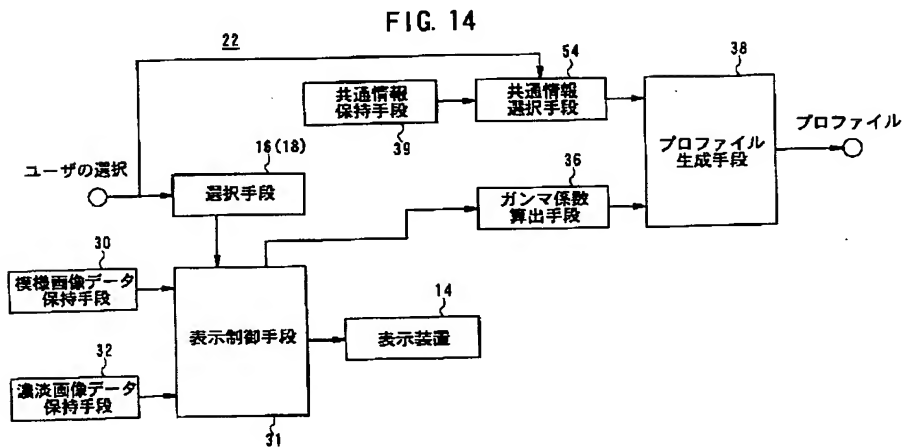 FIG. 14
22
54
38
共通情報
保持手段
39
共通情報
選択手段
プロファイル
生成手段
プロファイル
ユーザの選択
16(18)
選択手段
36
ガンマ係数
算出手段
30
模様画像データ
保持手段
表示制御手段
31
14
表示装置
32
濃淡画像データ
保持手段